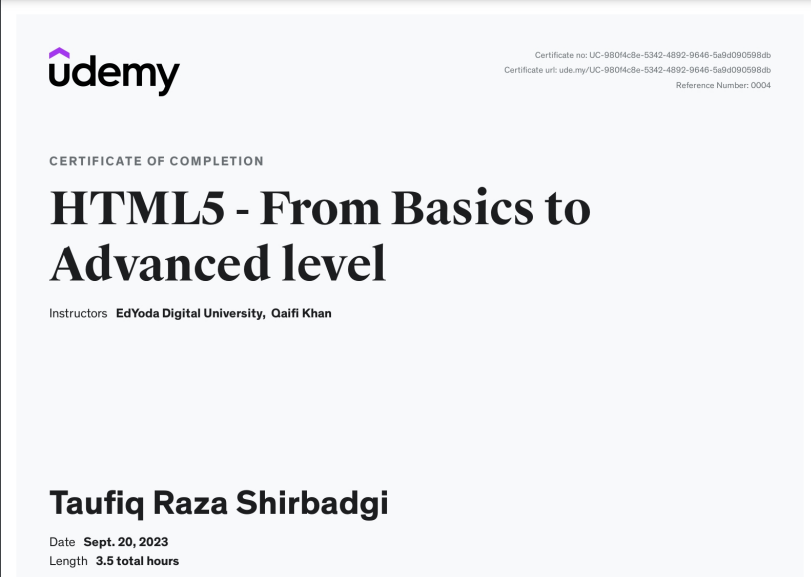 udemy
Certificate no: UC-980f4c8e-5342-4892-9646-5a9d090598db
Certificate url: ude.my/UC-980f4c8e-5342-4892-9646-5a9d090598db
Reference Number: 0004
CERTIFICATE OF COMPLETION
HTML5 - From Basics to
Advanced level
Instructors EdYoda Digital University, Qaifi Khan
Taufiq Raza Shirbadgi
Date Sept. 20, 2023
Length 3.5 total hours